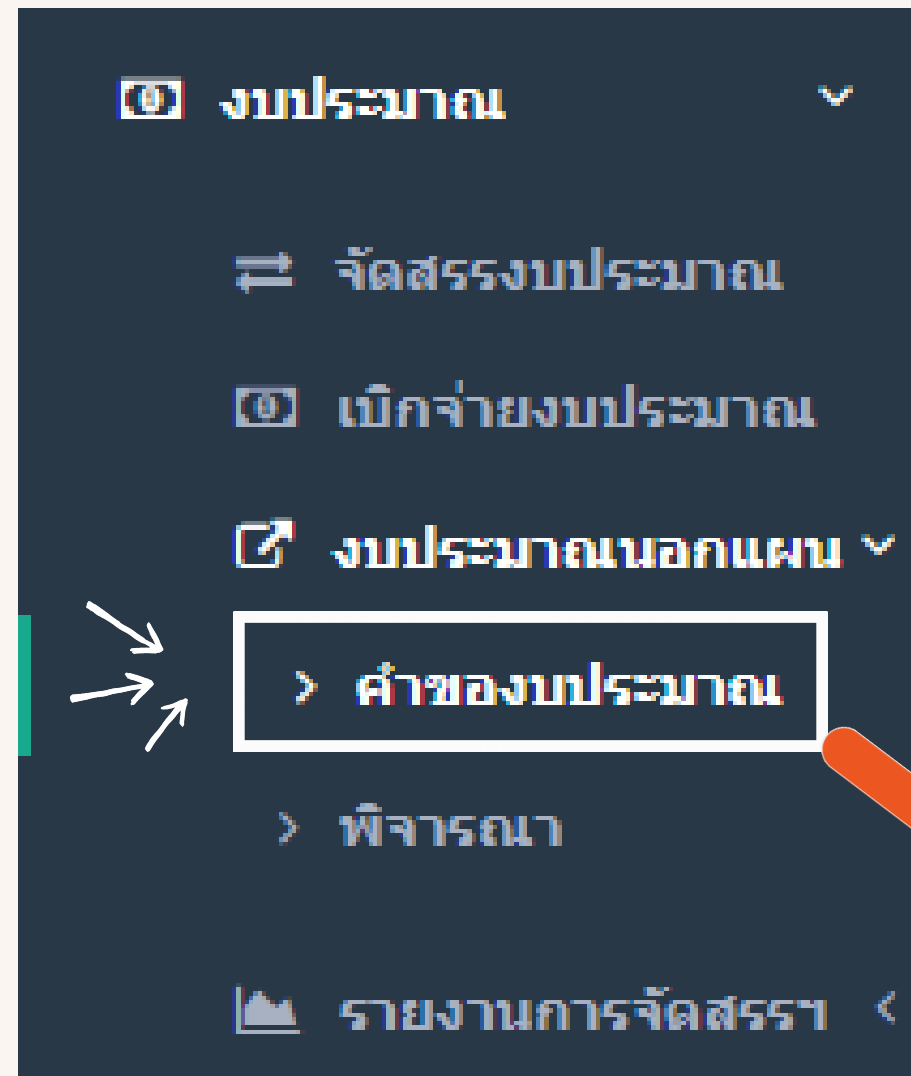 งบประมาณ
จัดสรรงบประมาณ
เบิกจ่ายงบประมาณ
งบประมาณนอกแผน
คำของบประมาณ
พิจารณา
รายงานการจัดสรรฯ